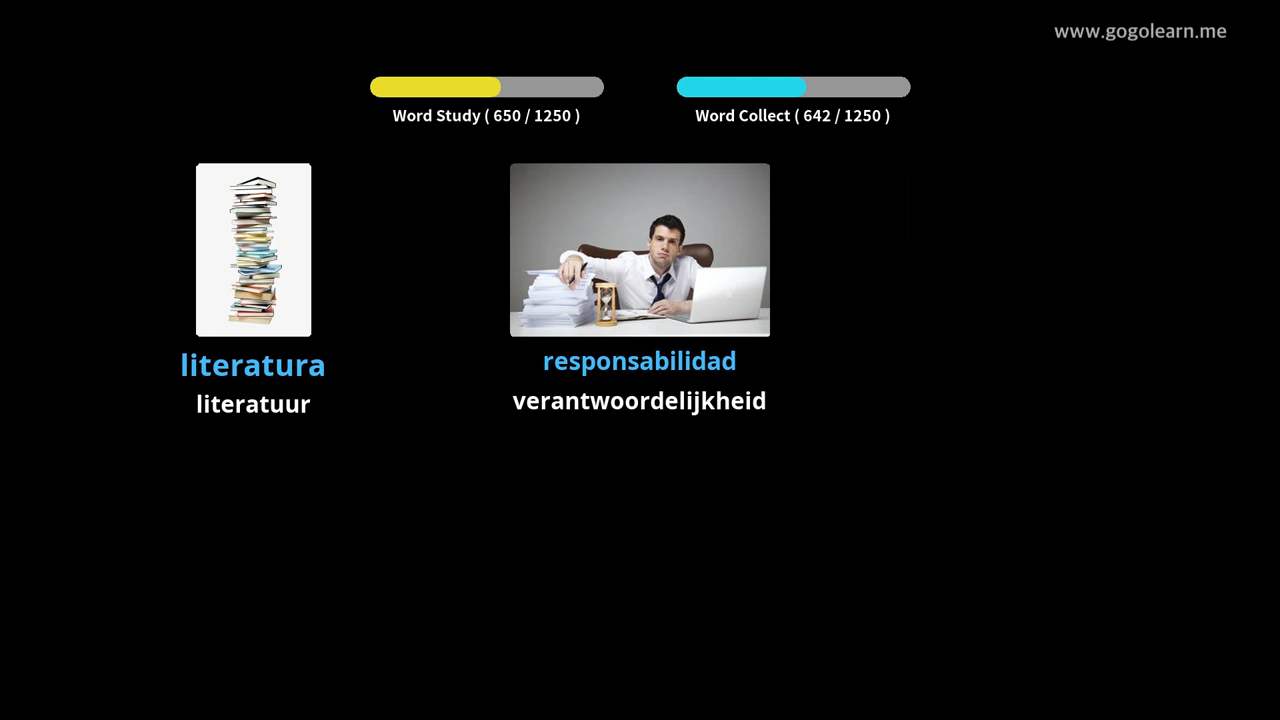 www.gogolearn.me
Word Study ( 650 / 1250 )
Word Collect ( 642 / 1250 )
literatura
literatuur
responsabilidad
verantwoordelijkheid